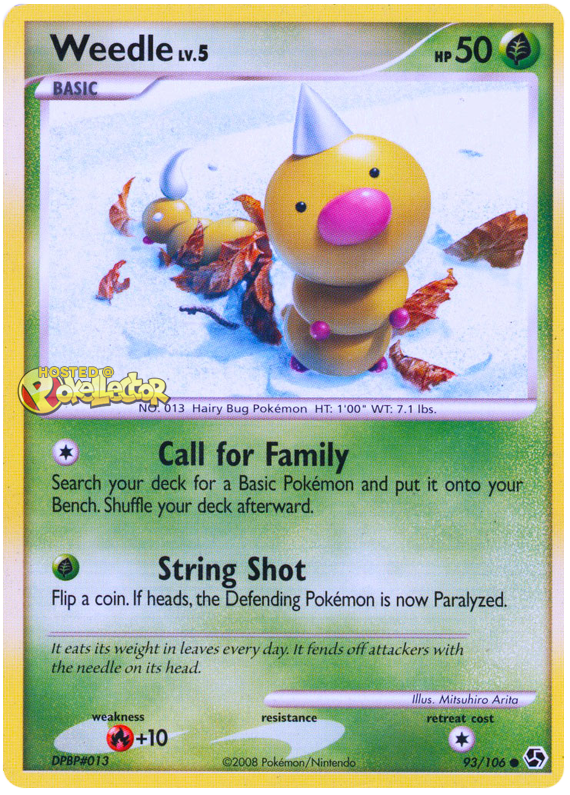 Weedle LV.5
HP 50
BASIC
HOSTED @
PokéLLector
NO. 013 Hairy Bug Pokémon HT: 1'00" WT: 7.1 lbs.
Call for Family
Search your deck for a Basic Pokémon and put it onto your
Bench. Shuffle your deck afterward.
String Shot
Flip a coin. If heads, the Defending Pokémon is now Paralyzed.
It eats its weight in leaves every day. It fends off attackers with
the needle on its head.
Illus. Mitsuhiro Arita
weakness resistance retreat cost
+10
DPBP#013 ©2008 Pokémon/Nintendo 93/106